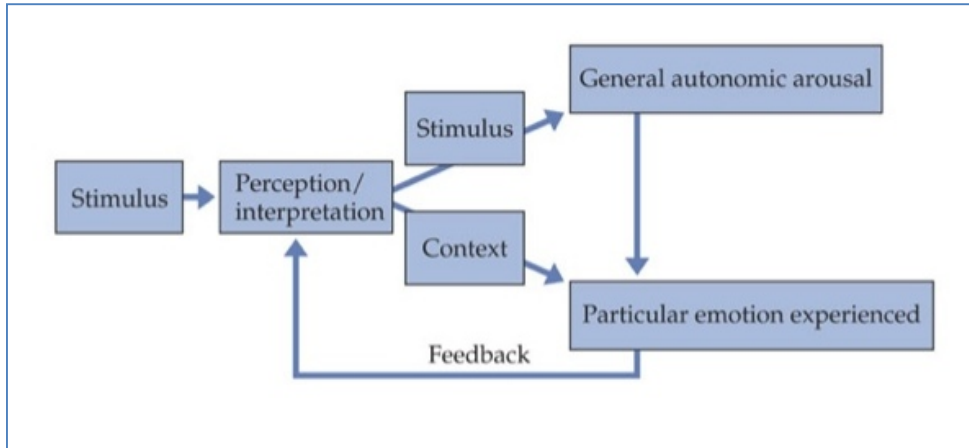 General autonomic arousal
Stimulus
Stimulus
Perception/
interpretation
Context
Particular emotion experienced
Feedback